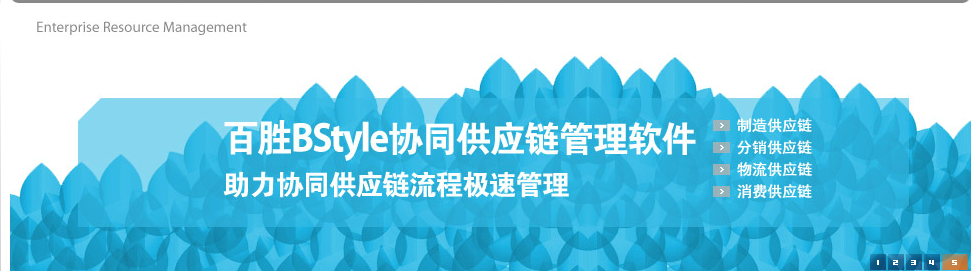 Enterprise Resource Management
百胜BStyle协同供应链管理软件
助力协同供应链流程极速管理
制造供应链
分销供应链
物流供应链
消费供应链
1 2 3 4 5